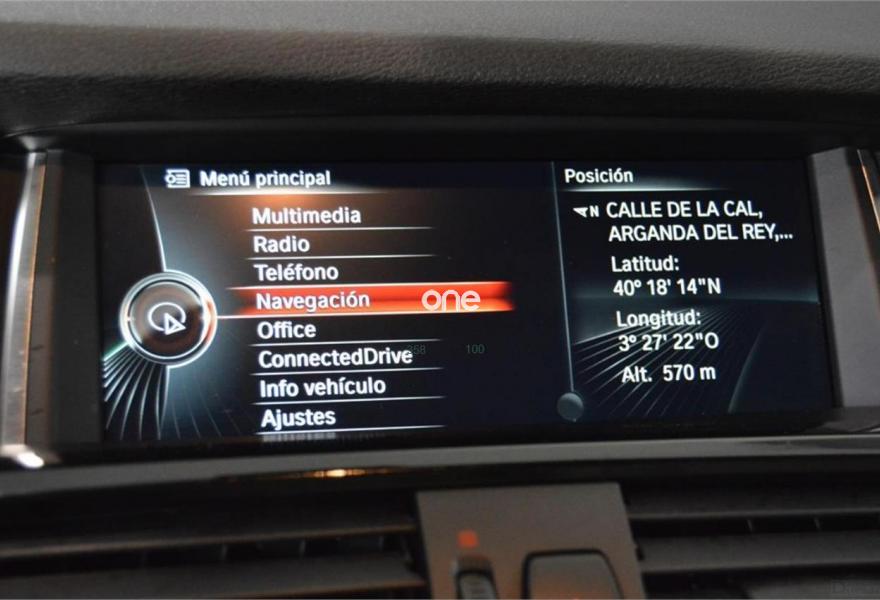 Menú principal
Multimedia
Radio
Teléfono
Navegación
one
Office
ConnectedDrive
Info vehículo
Ajustes
Posición
N CALLE DE LA CAL,
ARGANDA DEL REY,...
Latitud:
40° 18' 14"N
Longitud:
3° 27' 22"O
Alt. 570 m
100